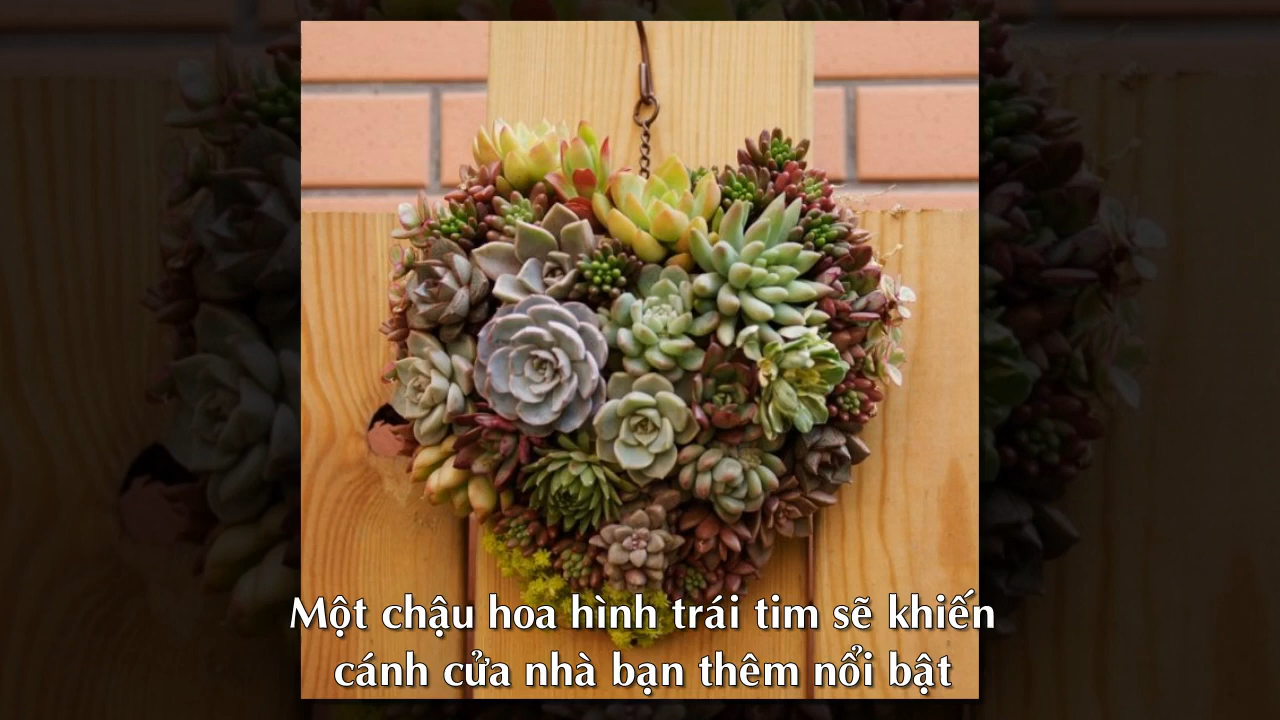 Một chậu hoa hình trái tim sẽ khiến
cánh cửa nhà bạn thêm nổi bật